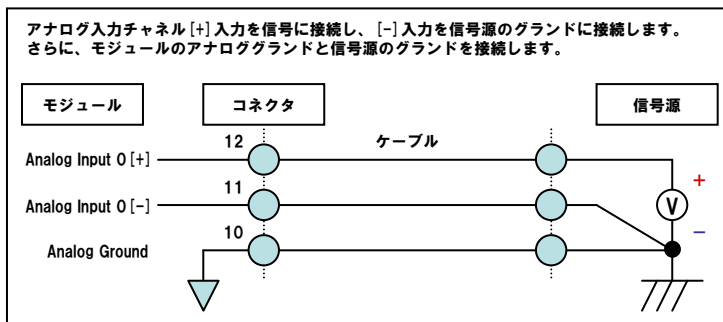 アナログ入力チャネル[+]入力を信号に接続し、[-]入力を信号源のグランドに接続します。
さらに、モジュールのアナロググランドと信号源のグランドを接続します。
モジュール
コネクタ
信号源
12
ケーブル
Analog Input 0[+]
+
11
Analog Input 0[-]
V
10
−
Analog Ground